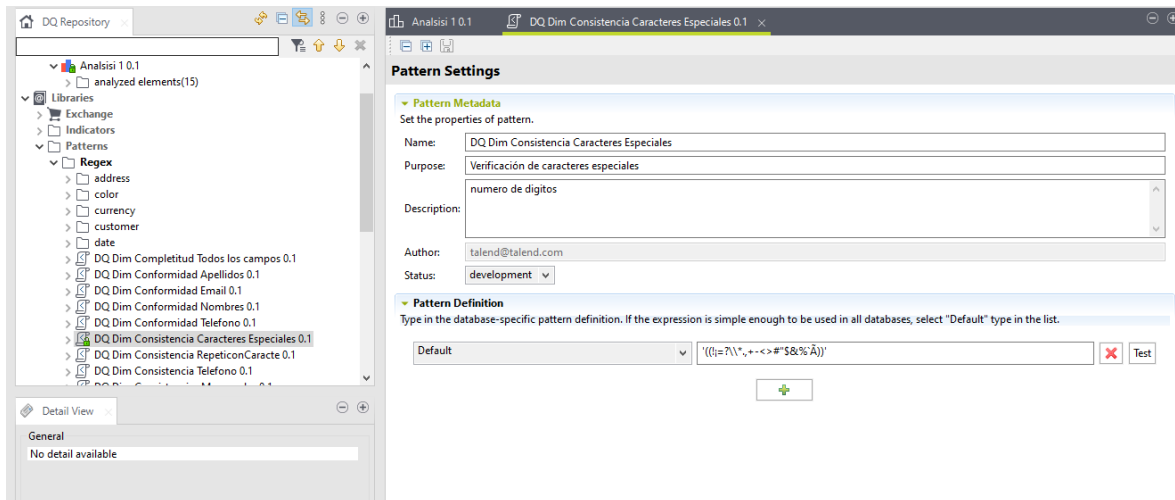 DQ Repository
Analsisi 1 0.1
analyzed elements(15)
Libraries
Exchange
Indicators
Patterns
Regex
address
color
currency
customer
date
DQ Dim Completitud Todos los campos 0.1
DQ Dim Conformidad Apellidos 0.1
DQ Dim Conformidad Email 0.1
DQ Dim Conformidad Nombres 0.1
DQ Dim Conformidad Telefono 0.1
DQ Dim Consistencia Caracteres Especiales 0.1
DQ Dim Consistencia RepeticonCaracte 0.1
DQ Dim Consistencia Telefono 0.1
Detail View
General
No detail available
Analsisi 1 0.1
DQ Dim Consistencia Caracteres Especiales 0.1
Pattern Settings
Pattern Metadata
Set the properties of pattern.
Name: DQ Dim Consistencia Caracteres Especiales
Purpose: Verificación de caracteres especiales
Description: numero de digitos
Author: talend@talend.com
Status: development
Pattern Definition
Type in the database-specific pattern definition. If the expression is simple enough to be used in all databases, select "Default" type in the list.
Default
'((!¡=?\\*.,+-<>#"$&%`Ã))'
Test